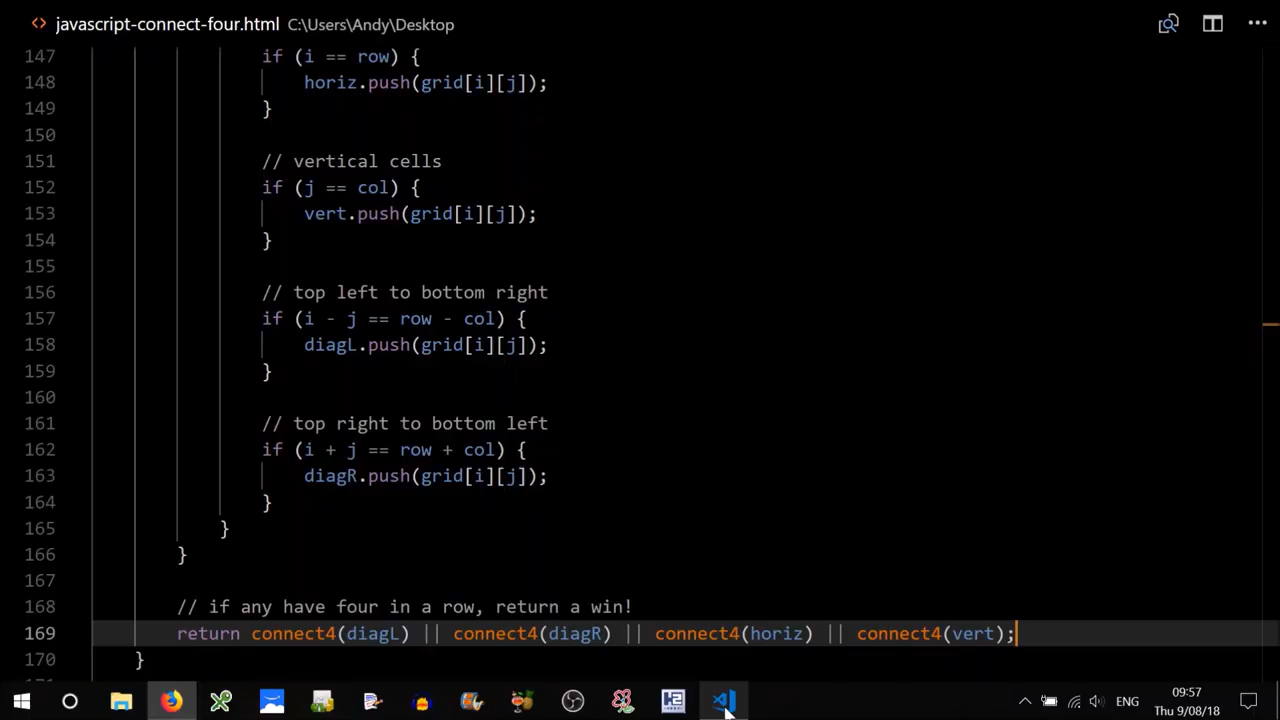 javascript-connect-four.html C:\Users\Andy\Desktop
147 if (i == row) {
148 horiz.push(grid[i][j]);
149 }
150
151 // vertical cells
152 if (j == col) {
153 vert.push(grid[i][j]);
154 }
155
156 // top left to bottom right
157 if (i - j == row - col) {
158 diagL.push(grid[i][j]);
159 }
160
161 // top right to bottom left
162 if (i + j == row + col) {
163 diagR.push(grid[i][j]);
164 }
165 }
166 }
167
168 // if any have four in a row, return a win!
169 return connect4(diagL) || connect4(diagR) || connect4(horiz) || connect4(vert);
170 }
ENG
09:57
Thu 9/08/18